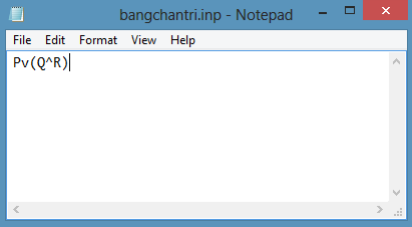 bangchantri.inp - Notepad
File Edit Format View Help
Pv(Q^R)